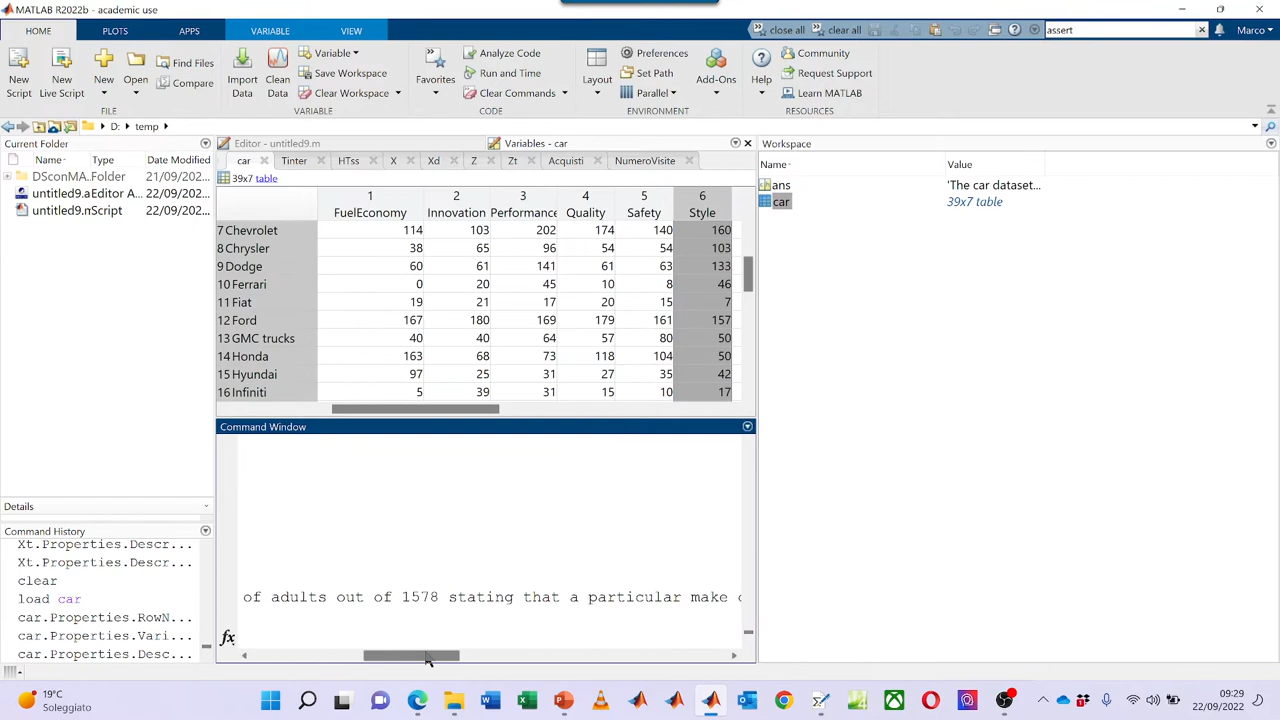 MATLAB R2022b - academic use
HOME PLOTS APPS VARIABLE VIEW close all clear all assert Marco
New Script New Live Script New Open Find Files Compare
FILE
Import Data Clean Data Variable Save Workspace Clear Workspace
VARIABLE
Favorites Analyze Code Run and Time Clear Commands
CODE
Layout Preferences Set Path Parallel Add-Ons
ENVIRONMENT
Help Community Request Support Learn MATLAB
RESOURCES
D: temp
Current Folder
Name Type Date Modified
DSconMA. Folder 21/09/202...
untitled9.a Editor A... 22/09/202...
untitled9.n Script 22/09/202...
Details
Command History
Xt.Properties.Descr...
Xt.Properties.Descr...
clear
load car
car.Properties.RowN...
car.Properties.Vari...
car.Properties.Desc...
Editor - untitled9.m Variables - car
car Tinter HTss X Xd Z Zt Acquisti NumeroVisite
39x7 table
1 2 3 4 5 6
FuelEconomy Innovation Performance Quality Safety Style
7 Chevrolet 114 103 202 174 140 160
8 Chrysler 38 65 96 54 54 103
9 Dodge 60 61 141 61 63 133
10 Ferrari 0 20 45 10 8 46
11 Fiat 19 21 17 20 15 7
12 Ford 167 180 169 179 161 157
13 GMC trucks 40 40 64 57 80 50
14 Honda 163 68 73 118 104 50
15 Hyundai 97 25 31 27 35 42
16 Infiniti 5 39 31 15 10 17
Command Window
of adults out of 1578 stating that a particular make
fx
Workspace
Name Value
ans 'The car dataset...
car 39x7 table
19°C
Soleggiato
09:29
22/09/2022